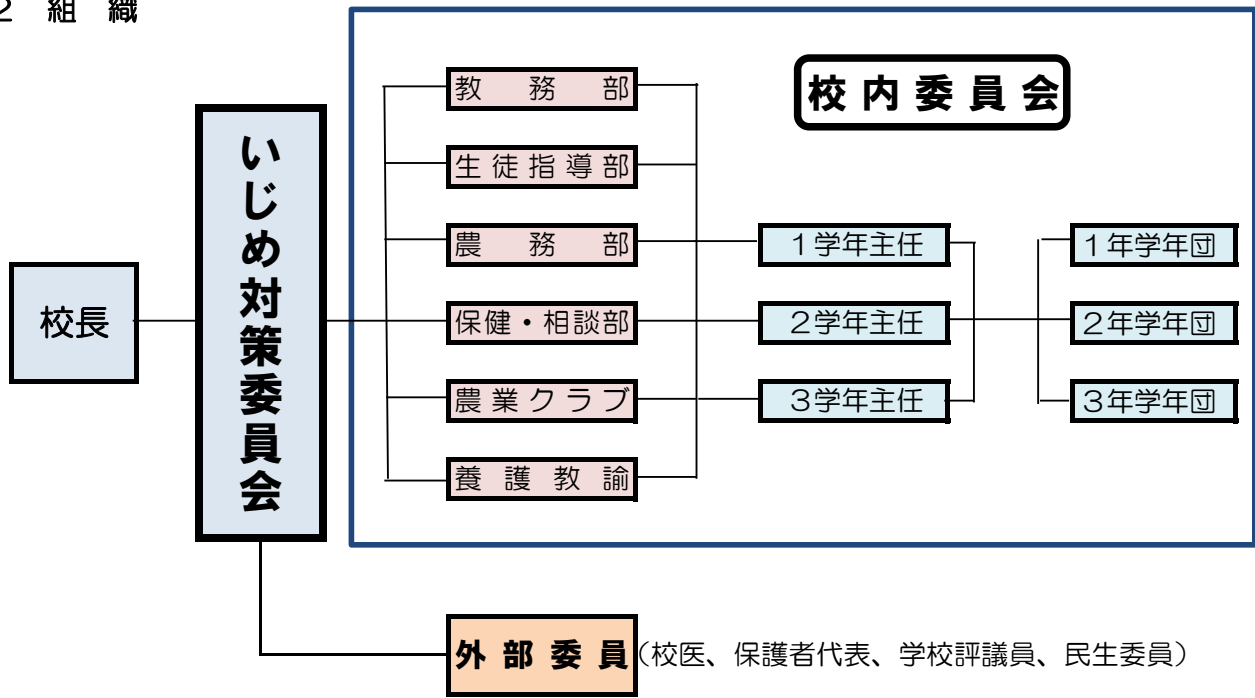 ２ 組 織
校内委員会
教務部
生徒指導部
農務部
保健・相談部
農業クラブ
養護教諭
１学年主任
２学年主任
３学年主任
１年学年団
２年学年団
３年学年団
校長
いじめ対策委員会
外部委員（校医、保護者代表、学校評議員、民生委員）